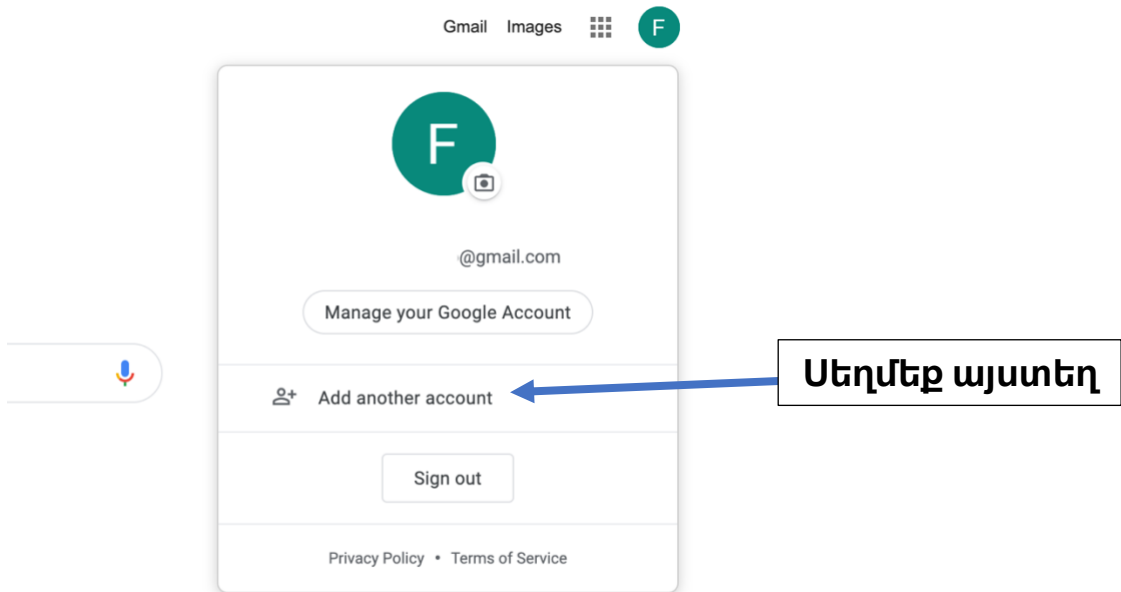 Gmail Images F
F
@gmail.com
Manage your Google Account
Add another account
Սեղմեք այստեղ
Sign out
Privacy Policy • Terms of Service